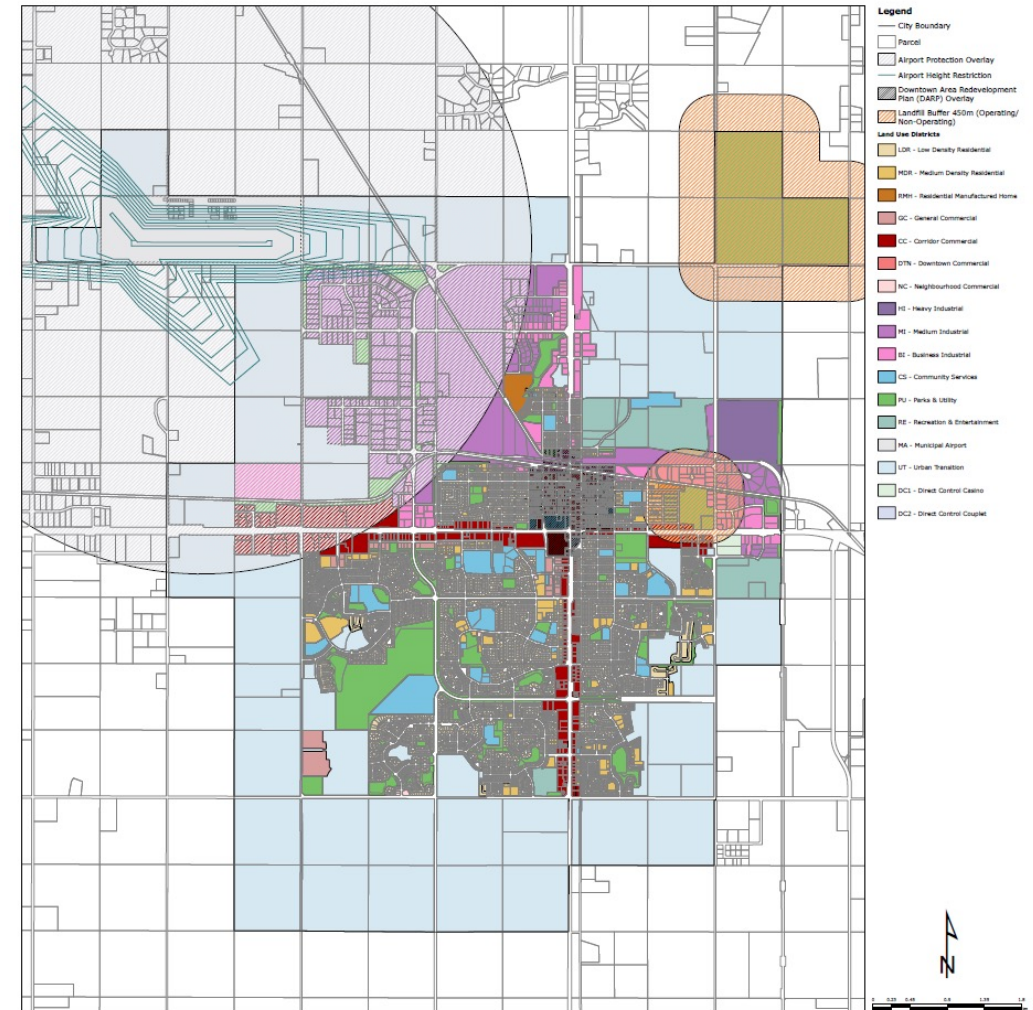 Legend
City Boundary
Parcel
Airport Protection Overlay
Airport Height Restriction
Downtown Area Redevelopment
Plan (DARP) Overlay
Landfill Buffer 450m (Operating/
Non-Operating)
Land Use Districts
LDR - Low Density Residential
MDR - Medium Density Residential
RMH - Residential Manufactured Home
GC - General Commercial
CC - Corridor Commercial
DTN - Downtown Commercial
NC - Neighbourhood Commercial
HI - Heavy Industrial
MI - Medium Industrial
BI - Business Industrial
CS - Community Services
PU - Parks & Utility
RE - Recreation & Entertainment
MA - Municipal Airport
UT - Urban Transition
DC1 - Direct Control Casino
DC2 - Direct Control Couplet
N